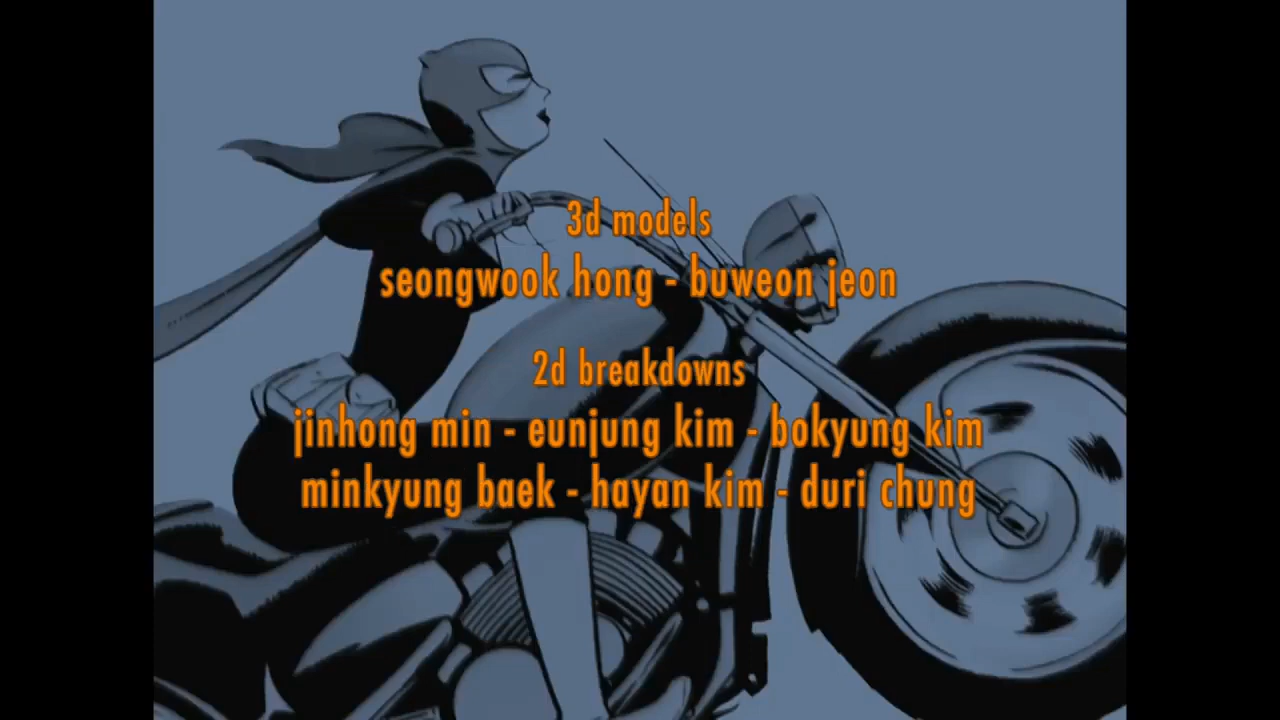 3d models
seongwook hong - buweon jeon
2d breakdowns
jinhong min - eunjung kim - bokyung kim
minkyung baek - hayan kim - duri chung